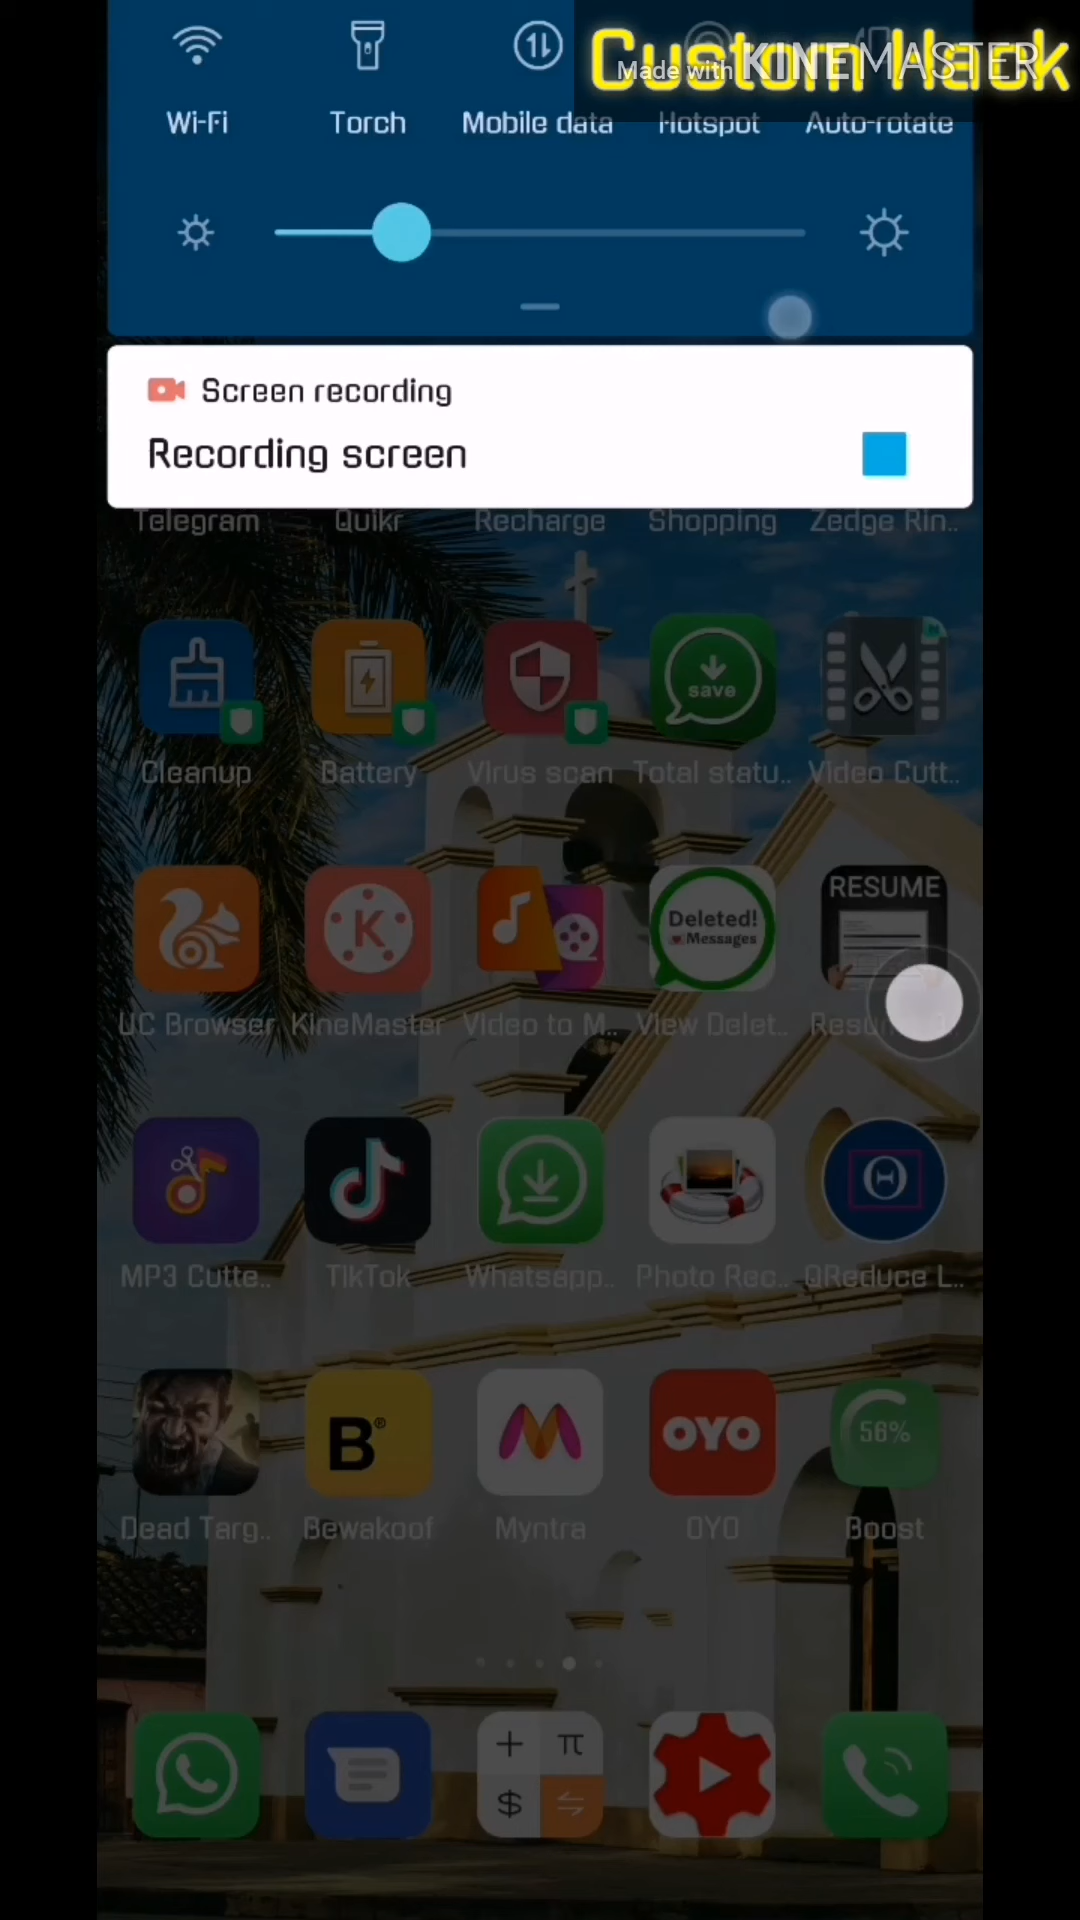 Custom Hack
Made with KINEMASTER
Wi-Fi Torch Mobile data Hotspot Auto-rotate
Screen recording
Recording screen
Telegram Quikr Recharge Shopping Zedge Rin..
save
Cleanup Battery Virus scan Total statu.. Video Cutt..
K
Deleted!
Messages
RESUME
UC Browser KineMaster Video to M.. View Delet..
MP3 Cutte.. TikTok Whatsapp.. Photo Rec.. QReduce L..
B®
OYO
56%
Dead Targ.. Bewakoof Myntra OYO Boost
+ π
$